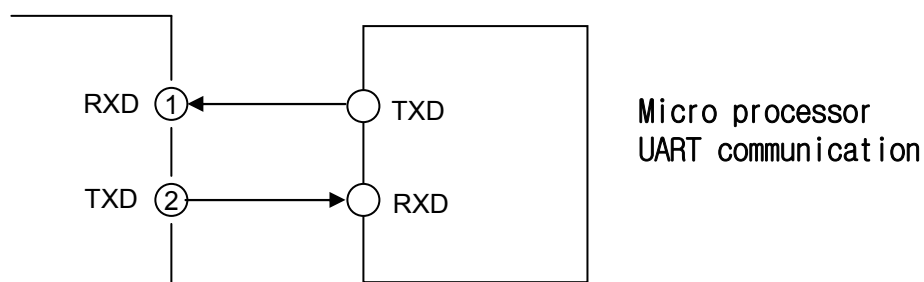 RXD 1 TXD
Micro processor
UART communication
TXD 2 RXD